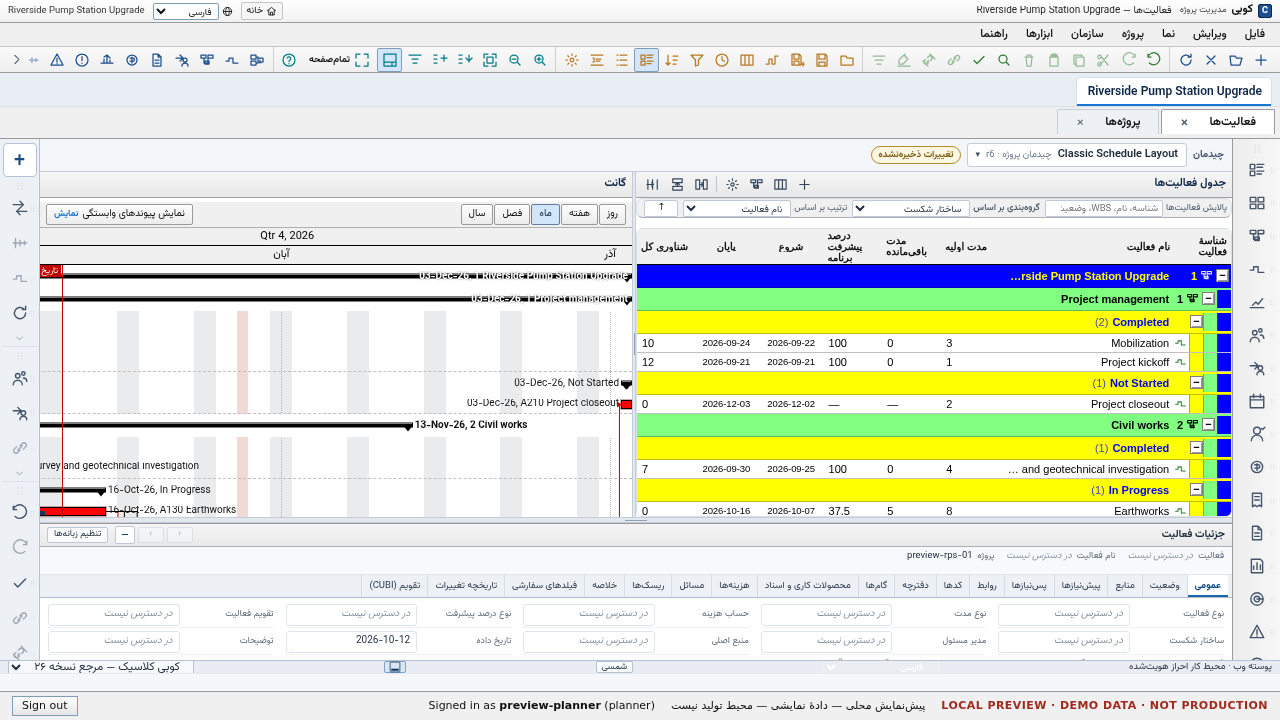 کوبی مدیریت پروژه فعالیت‌ها — Riverside Pump Station Upgrade
خانه فارسی Riverside Pump Station Upgrade
فایل ویرایش نما پروژه سازمان ابزارها راهنما
تمام‌صفحه
Riverside Pump Station Upgrade
فعالیت‌ها × پروژه‌ها ×
چیدمان Classic Schedule Layout چیدمان پروژه · r6 تغییرات ذخیره‌نشده
جدول فعالیت‌ها
پالایش فعالیت‌ها شناسه، نام، WBS، وضعیت گروه‌بندی بر اساس ساختار شکست ترتیب بر اساس نام فعالیت ↑
شناسهٔ فعالیت نام فعالیت مدت اولیه مدت باقی‌مانده درصد پیشرفت برنامه شروع پایان شناوری کل
1 ...rside Pump Station Upgrade
1 Project management
Completed (2)
Mobilization 3 0 100 2026-09-22 2026-09-24 10
Project kickoff 1 0 100 2026-09-21 2026-09-21 12
Not Started (1)
Project closeout 2 — — 2026-12-02 2026-12-03 0
2 Civil works
Completed (1)
... and geotechnical investigation 4 0 100 2026-09-25 2026-09-30 7
In Progress (1)
Earthworks 8 5 37.5 2026-10-07 2026-10-16 0
گانت
روز هفته ماه فصل سال نمایش پیوندهای وابستگی نمایش
Qtr 4, 2026
آبان آذر
تاریخ
03-Dec-26, 1 Riverside Pump Station Upgrade
03-Dec-26, 1 Project management
03-Dec-26, Not Started
03-Dec-26, A210 Project closeout
13-Nov-26, 2 Civil works
urvey and geotechnical investigation
16-Oct-26, In Progress
16-Oct-26, A130 Earthworks
جزئیات فعالیت تنظیم زبانه‌ها
فعالیت در دسترس نیست نام فعالیت در دسترس نیست پروژه preview-rps-01
عمومی وضعیت منابع پیش‌نیازها پس‌نیازها روابط کدها دفترچه گام‌ها محصولات کاری و اسناد هزینه‌ها مسائل ریسک‌ها خلاصه فیلدهای سفارشی تاریخچه تغییرات تقویم (CUBI)
نوع فعالیت در دسترس نیست نوع مدت در دسترس نیست حساب هزینه در دسترس نیست نوع درصد پیشرفت در دسترس نیست تقویم فعالیت در دسترس نیست
ساختار شکست در دسترس نیست مدیر مسئول در دسترس نیست منبع اصلی در دسترس نیست تاریخ داده 2026-10-12 توضیحات در دسترس نیست
پوسته وب · محیط کار احراز هویت‌شده فارسی شمسی کوبی کلاسیک — مرجع نسخه ۲۶
LOCAL PREVIEW · DEMO DATA · NOT PRODUCTION پیش‌نمایش محلی — دادهٔ نمایشی — محیط تولید نیست Signed in as preview-planner (planner) Sign out